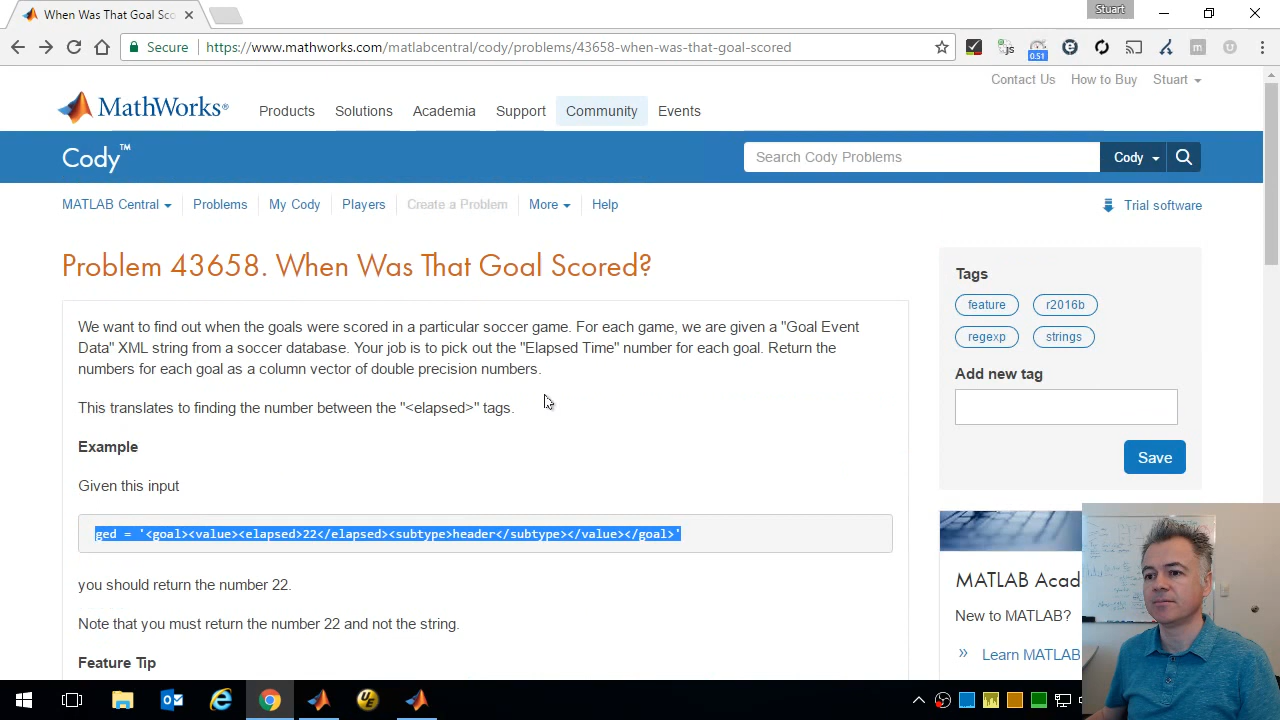 When Was That Goal Sco
Stuart
Secure
https://www.mathworks.com/matlabcentral/cody/problems/43658-when-was-that-goal-scored
0:51
Contact Us How to Buy Stuart
MathWorks®
Products Solutions Academia Support Community Events
Cody™
Search Cody Problems
Cody
MATLAB Central Problems My Cody Players Create a Problem More Help
Trial software
Problem 43658. When Was That Goal Scored?
We want to find out when the goals were scored in a particular soccer game. For each game, we are given a "Goal Event
Data" XML string from a soccer database. Your job is to pick out the "Elapsed Time" number for each goal. Return the
numbers for each goal as a column vector of double precision numbers.
This translates to finding the number between the "<elapsed>" tags.
Example
Given this input
ged = '<goal><value><elapsed>22</elapsed><subtype>header</subtype></value></goal>'
you should return the number 22.
Note that you must return the number 22 and not the string.
Feature Tip
Tags
feature r2016b
regexp strings
Add new tag
Save
MATLAB Acad
New to MATLAB?
» Learn MATLAB